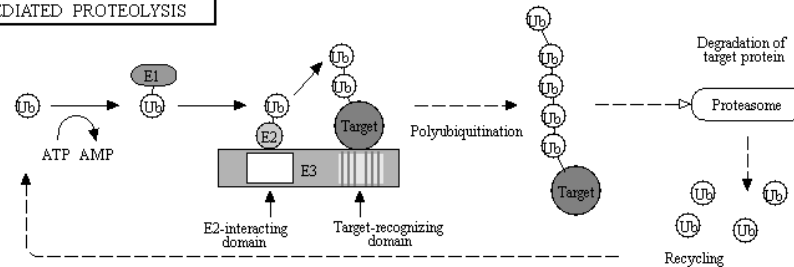 EDIATED PROTEOLYSIS
Degradation of
target protein
Ub
E1
Ub
Ub
E2
Ub
Ub
Target
E3
ATP AMP
Polyubiquitination
Ub
Ub
Ub
Ub
Ub
Target
Proteasome
E2-interacting
domain
Target-recognizing
domain
Ub
Ub
Ub
Ub
Recycling